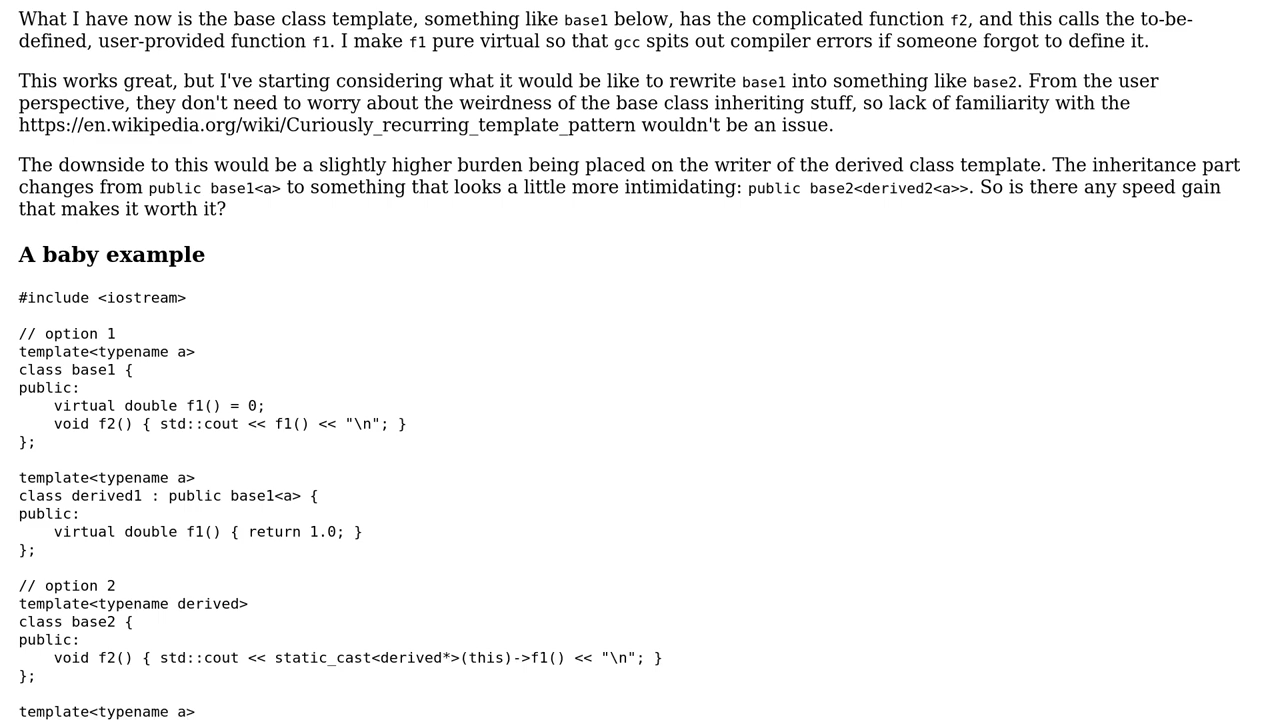 What I have now is the base class template, something like base1 below, has the complicated function f2, and this calls the to-be-
defined, user-provided function f1. I make f1 pure virtual so that gcc spits out compiler errors if someone forgot to define it.
This works great, but I've starting considering what it would be like to rewrite base1 into something like base2. From the user
perspective, they don't need to worry about the weirdness of the base class inheriting stuff, so lack of familiarity with the
https://en.wikipedia.org/wiki/Curiously_recurring_template_pattern wouldn't be an issue.
The downside to this would be a slightly higher burden being placed on the writer of the derived class template. The inheritance part
changes from public base1<a> to something that looks a little more intimidating: public base2<derived2<a>>. So is there any speed gain
that makes it worth it?
A baby example
#include <iostream>
// option 1
template<typename a>
class base1 {
public:
    virtual double f1() = 0;
    void f2() { std::cout << f1() << "\n"; }
};
template<typename a>
class derived1 : public base1<a> {
public:
    virtual double f1() { return 1.0; }
};
// option 2
template<typename derived>
class base2 {
public:
    void f2() { std::cout << static_cast<derived*>(this)->f1() << "\n"; }
};
template<typename a>